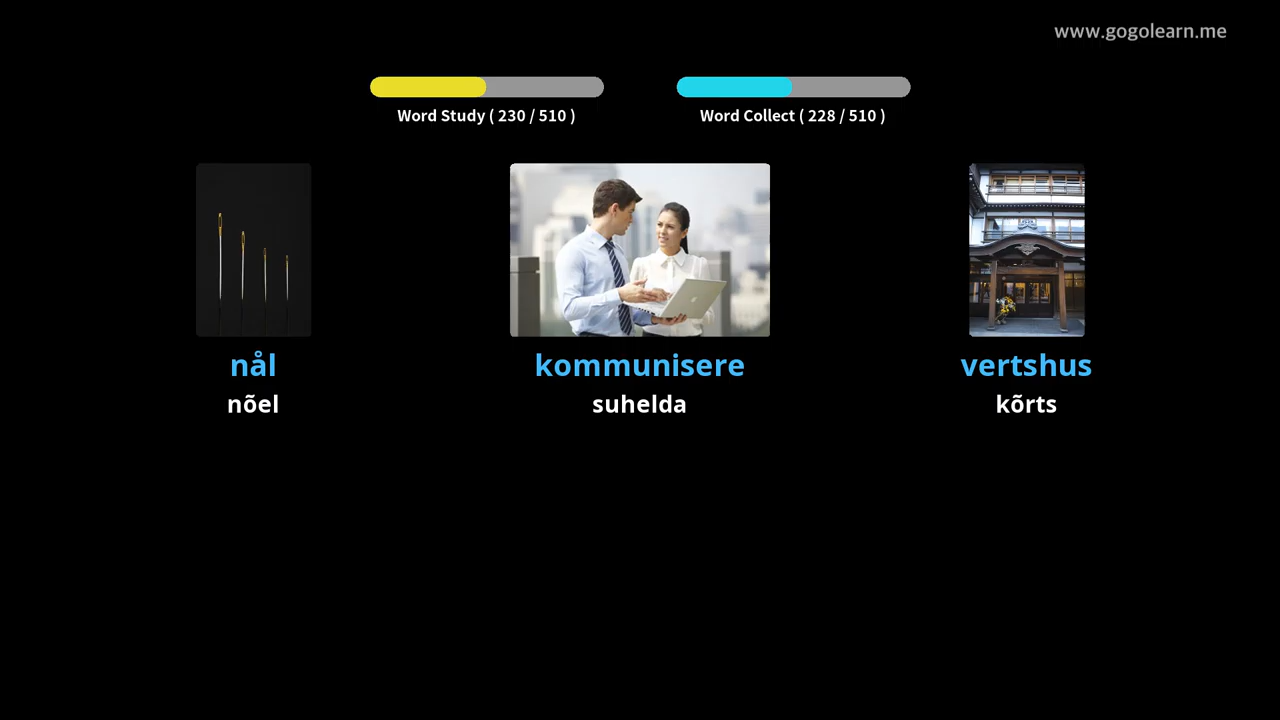 www.gogolearn.me
Word Study ( 230 / 510 )
Word Collect ( 228 / 510 )
nål
kommunisere
vertshus
nõel
suhelda
kõrts